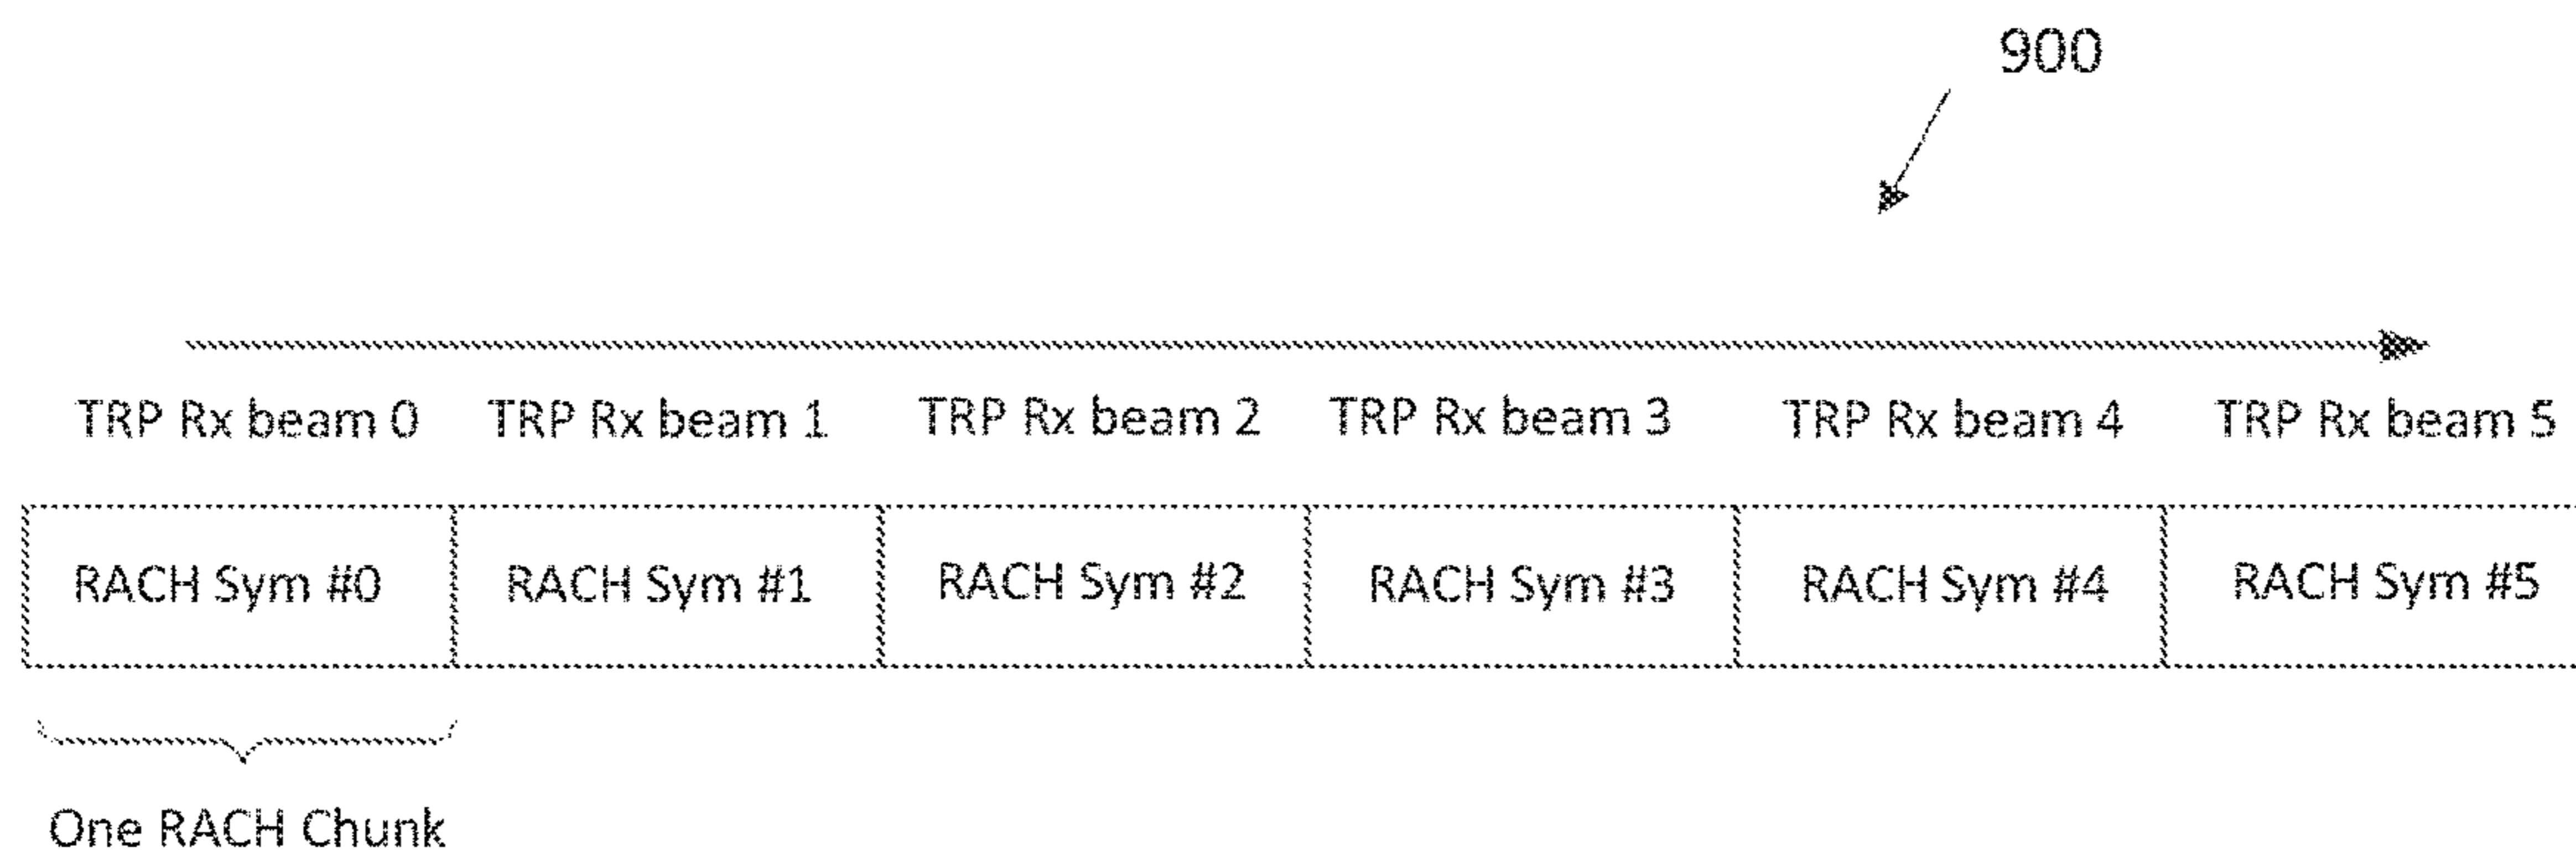 900
TRP Rx beam 0 TRP Rx beam 1 TRP Rx beam 2 TRP Rx beam 3 TRP Rx beam 4 TRP Rx beam 5
RACH Sym #0 RACH Sym #1 RACH Sym #2 RACH Sym #3 RACH Sym #4 RACH Sym #5
One RACH Chunk